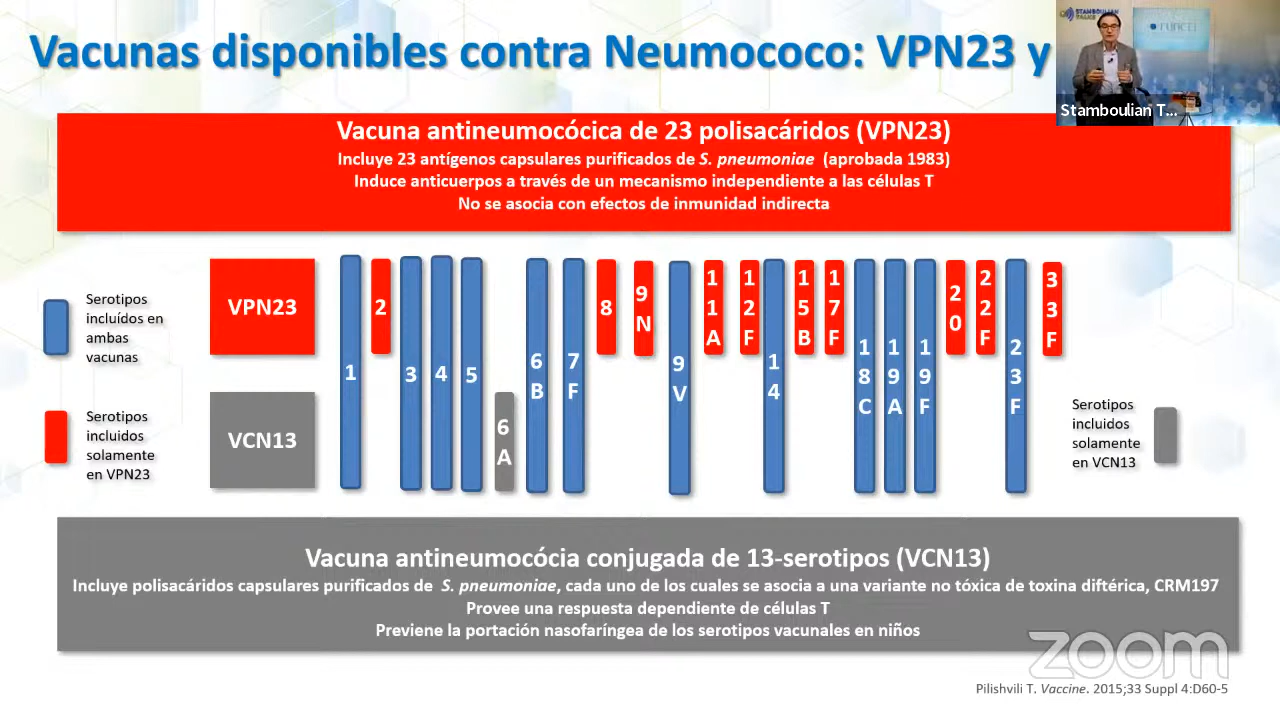 Vacunas disponibles contra Neumococo: VPN23 y
STAMBOULIAN
TALKS
funcei
Stamboulian T...
Vacuna antineumocócica de 23 polisacáridos (VPN23)
Incluye 23 antígenos capsulares purificados de S. pneumoniae (aprobada 1983)
Induce anticuerpos a través de un mecanismo independiente a las células T
No se asocia con efectos de inmunidad indirecta
Serotipos
incluídos en
ambas
vacunas
Serotipos
incluidos
solamente
en VPN23
VPN23
VCN13
1
2
3
4
5
6A
6B
7F
8
9N
9V
11A
12F
14
15B
17F
18C
19A
19F
20
22F
23F
33F
Serotipos
incluidos
solamente
en VCN13
Vacuna antineumocócia conjugada de 13-serotipos (VCN13)
Incluye polisacáridos capsulares purificados de S. pneumoniae, cada uno de los cuales se asocia a una variante no tóxica de toxina diftérica, CRM197
Provee una respuesta dependiente de células T
Previene la portación nasofaríngea de los serotipos vacunales en niños
zoom
Pilishvili T. Vaccine. 2015;33 Suppl 4:D60-5